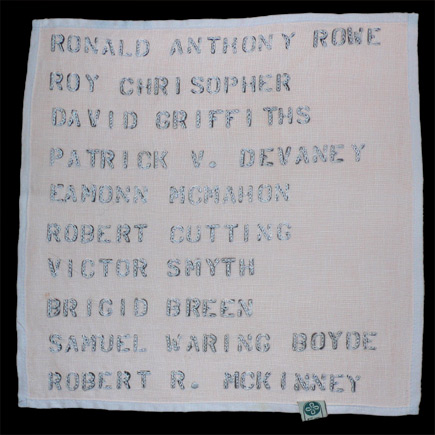 RONALD ANTHONY ROWE
ROY CHRISOPHER
DAVID GRIFFITHS
PATRICK V. DEVANEY
EAMONN MCMAHON
ROBERT CUTTING
VICTOR SMYTH
BRIGID BREEN
SAMUEL WARING BOYDE
ROBERT R. MCKINNEY